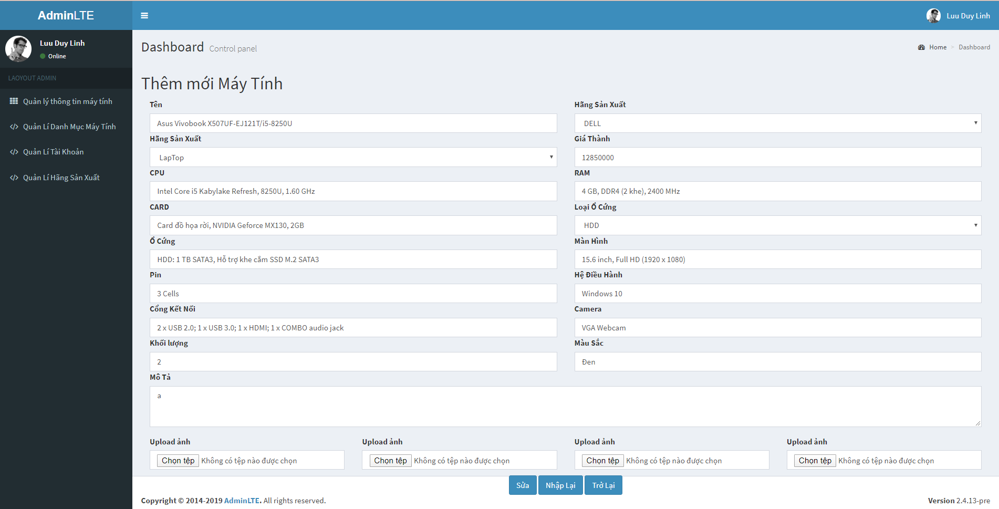 AdminLTE
Luu Duy Linh
Luu Duy Linh
Online
LAOYOUT ADMIN
Quản lý thông tin máy tính
Quản Lí Danh Mục Máy Tính
Quản Lí Tài Khoản
Quản Lí Hãng Sản Xuất
Dashboard Control panel
Home > Dashboard
Thêm mới Máy Tính
Tên
Hãng Sản Xuất
Asus Vivobook X507UF-EJ121T/i5-8250U
DELL
Hãng Sản Xuất
Giá Thành
LapTop
12850000
CPU
RAM
Intel Core i5 Kabylake Refresh, 8250U, 1.60 GHz
4 GB, DDR4 (2 khe), 2400 MHz
CARD
Loại Ổ Cứng
Card đồ họa rời, NVIDIA Geforce MX130, 2GB
HDD
Ổ Cứng
Màn Hình
HDD: 1 TB SATA3, Hỗ trợ khe cắm SSD M.2 SATA3
15.6 inch, Full HD (1920 x 1080)
Pin
Hệ Điều Hành
3 Cells
Windows 10
Cổng Kết Nối
Camera
2 x USB 2.0; 1 x USB 3.0; 1 x HDMI; 1 x COMBO audio jack
VGA Webcam
Khối lượng
Màu Sắc
2
Đen
Mô Tả
a
Upload ảnh
Upload ảnh
Upload ảnh
Upload ảnh
Chọn tệp Không có tệp nào được chọn
Chọn tệp Không có tệp nào được chọn
Chọn tệp Không có tệp nào được chọn
Chọn tệp Không có tệp nào được chọn
Sửa
Nhập Lại
Trở Lại
Copyright © 2014-2019 AdminLTE. All rights reserved.
Version 2.4.13-pre